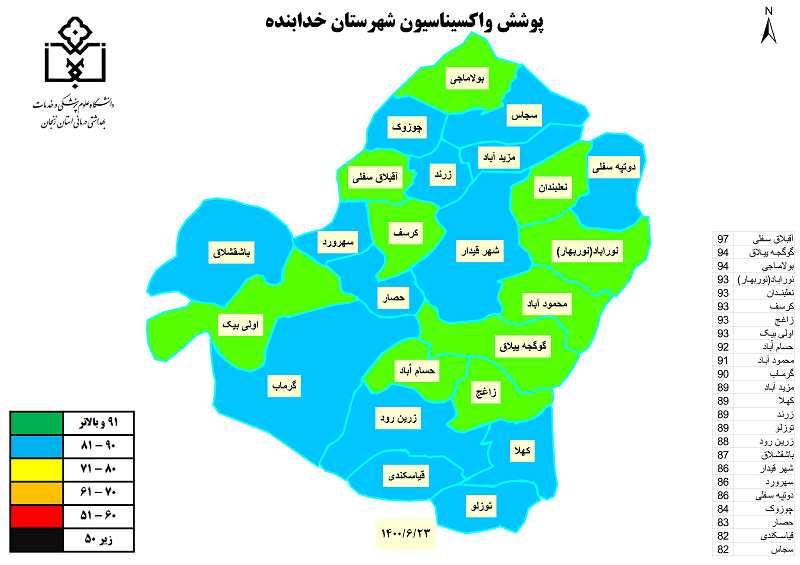 پوشش واکسیناسیون شهرستان خدابنده
N
دانشگاه علوم پزشکی و خدمات
بهداشتی درمانی استان زنجان
بولاماجی
سجاس
چوزوک
مزید آباد
دوتپه سفلی
زرند
آقبلاق سفلی
نعلبندان
کرسف
سهرورد
شهر قیدار
نوراباد(نوربهار)
باشقشلاق
حصار
محمود آباد
اولی بیک
گوگجه ییلاق
حسام آباد
گرماب
زاغج
زرین رود
کهلا
قیاسکندی
توزلو
۱۴۰۰/۶/۲۳
۹۱ و بالاتر
۸۱ – ۹۰
۷۱ – ۸۰
۶۱ – ۷۰
۵۱ – ۶۰
زیر ۵۰
آقبلاق سفلی 97
گوگجه ییلاق 94
بولاماجی 94
نوراباد(نوربهار) 93
نعلبندان 93
کرسف 93
زاغج 93
اولی بیک 93
حسام آباد 92
محمود آباد 91
گرماب 90
مزید آباد 89
کهلا 89
زرند 89
توزلو 89
زرین رود 88
باشقشلاق 87
شهر قیدار 86
سهرورد 86
دوتپه سفلی 86
چوزوک 84
حصار 83
قیاسکندی 82
سجاس 82